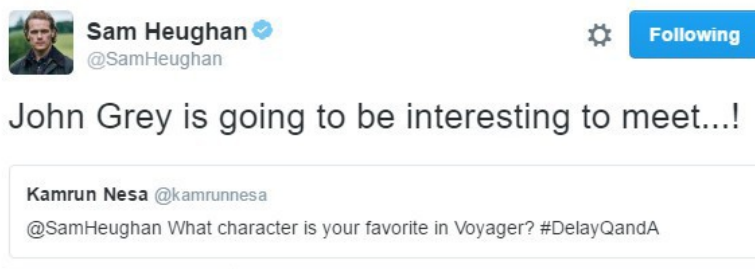 Sam Heughan
@SamHeughan
Following
John Grey is going to be interesting to meet...!
Kamrun Nesa @kamrunnesa
@SamHeughan What character is your favorite in Voyager? #DelayQandA